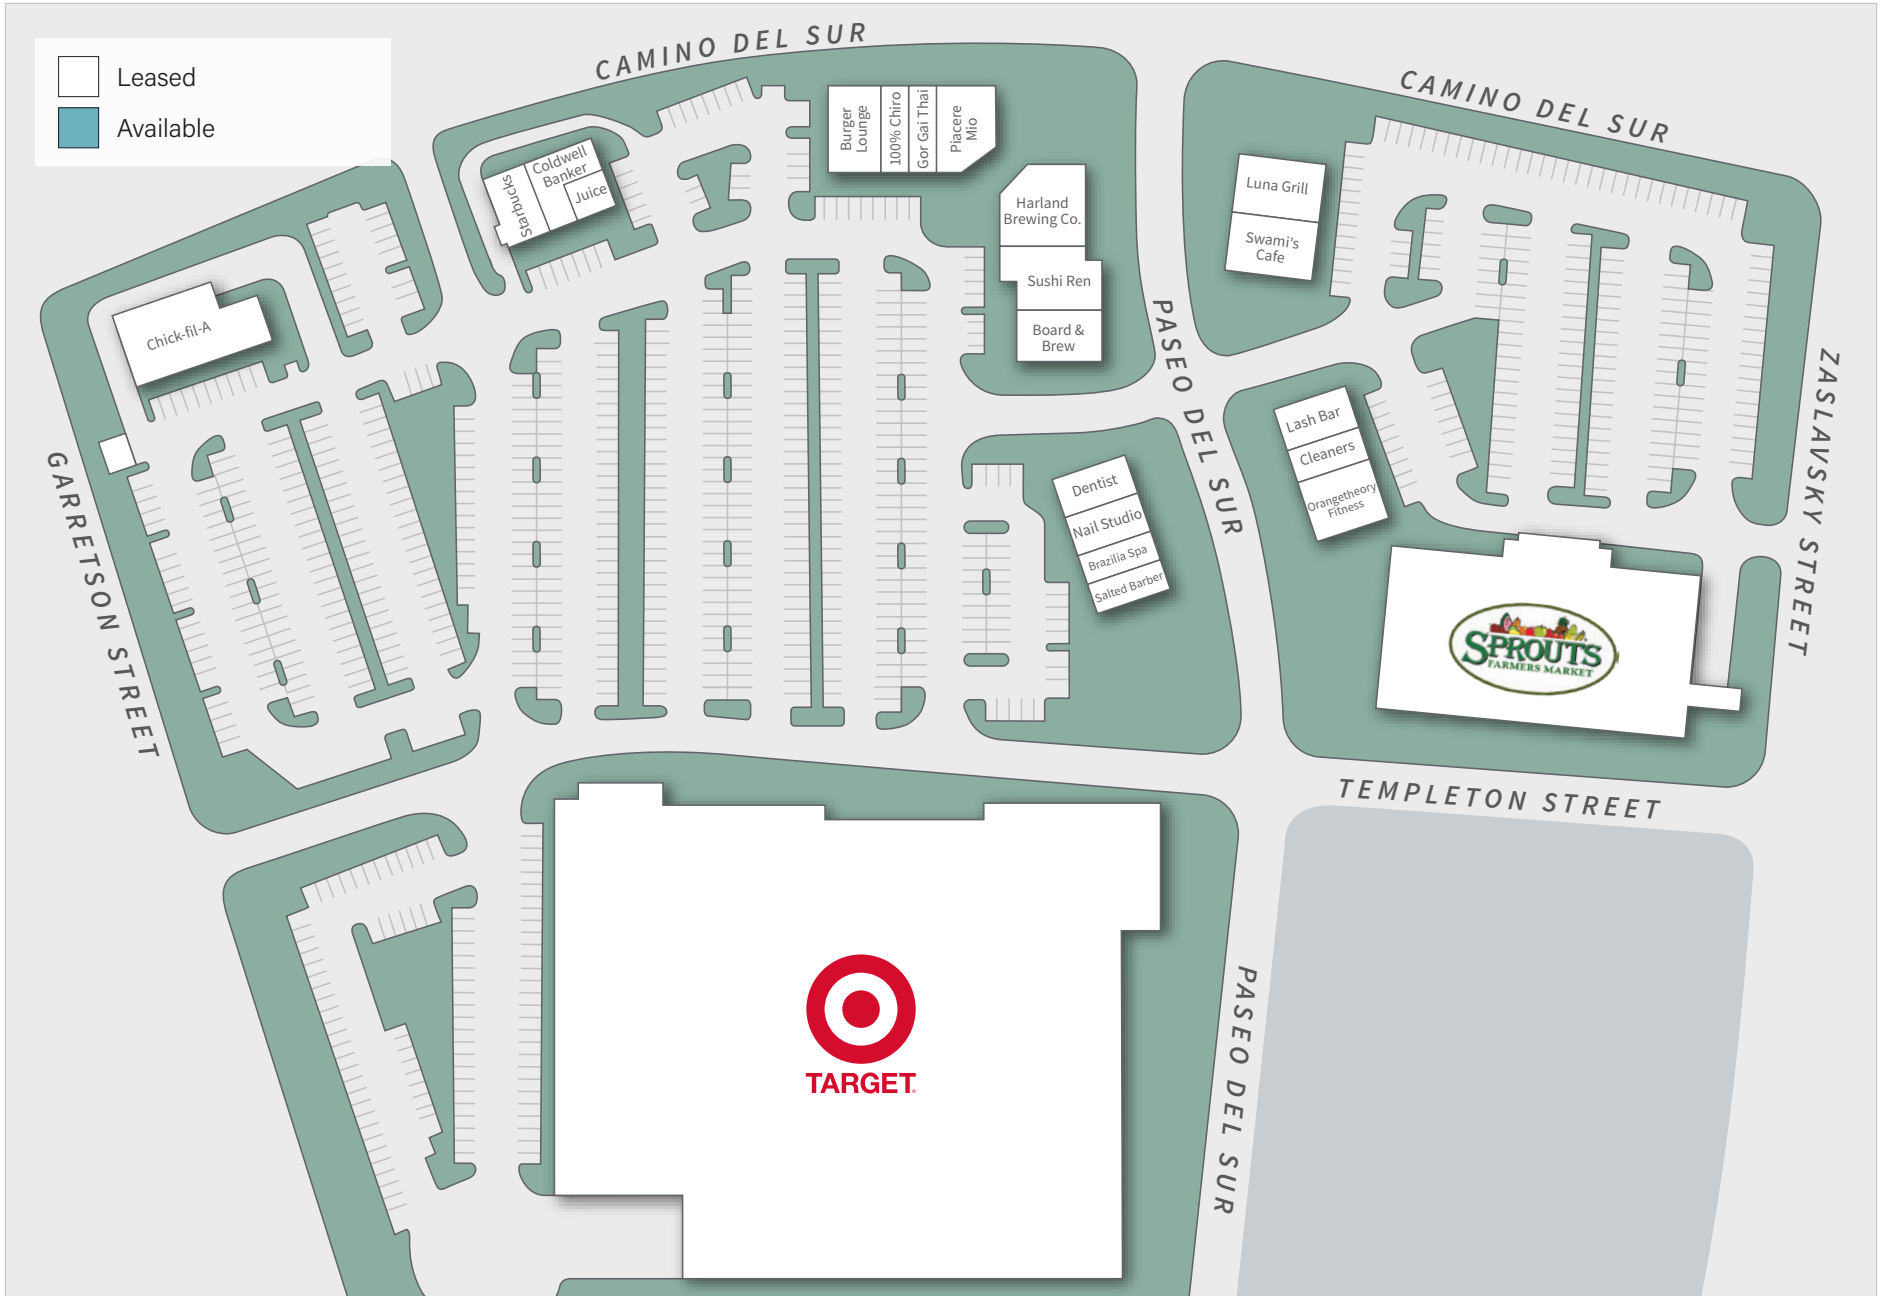 Leased
Available
CAMINO DEL SUR
CAMINO DEL SUR
Burger
Lounge
100% Chiro
Gor Gai Thai
Piacere
Mio
Starbucks
Coldwell
Banker
Juice
Harland
Brewing Co.
Sushi Ren
Board &
Brew
Luna Grill
Swami's
Cafe
Chick-fil-A
PASEO DEL SUR
ZASLAVSKY STREET
GARRETSON STREET
Lash Bar
Cleaners
Orangetheory
Fitness
Dentist
Nail Studio
Brazilia Spa
Salted Barber
SPROUTS
FARMERS MARKET
TEMPLETON STREET
TARGET
PASEO DEL SUR